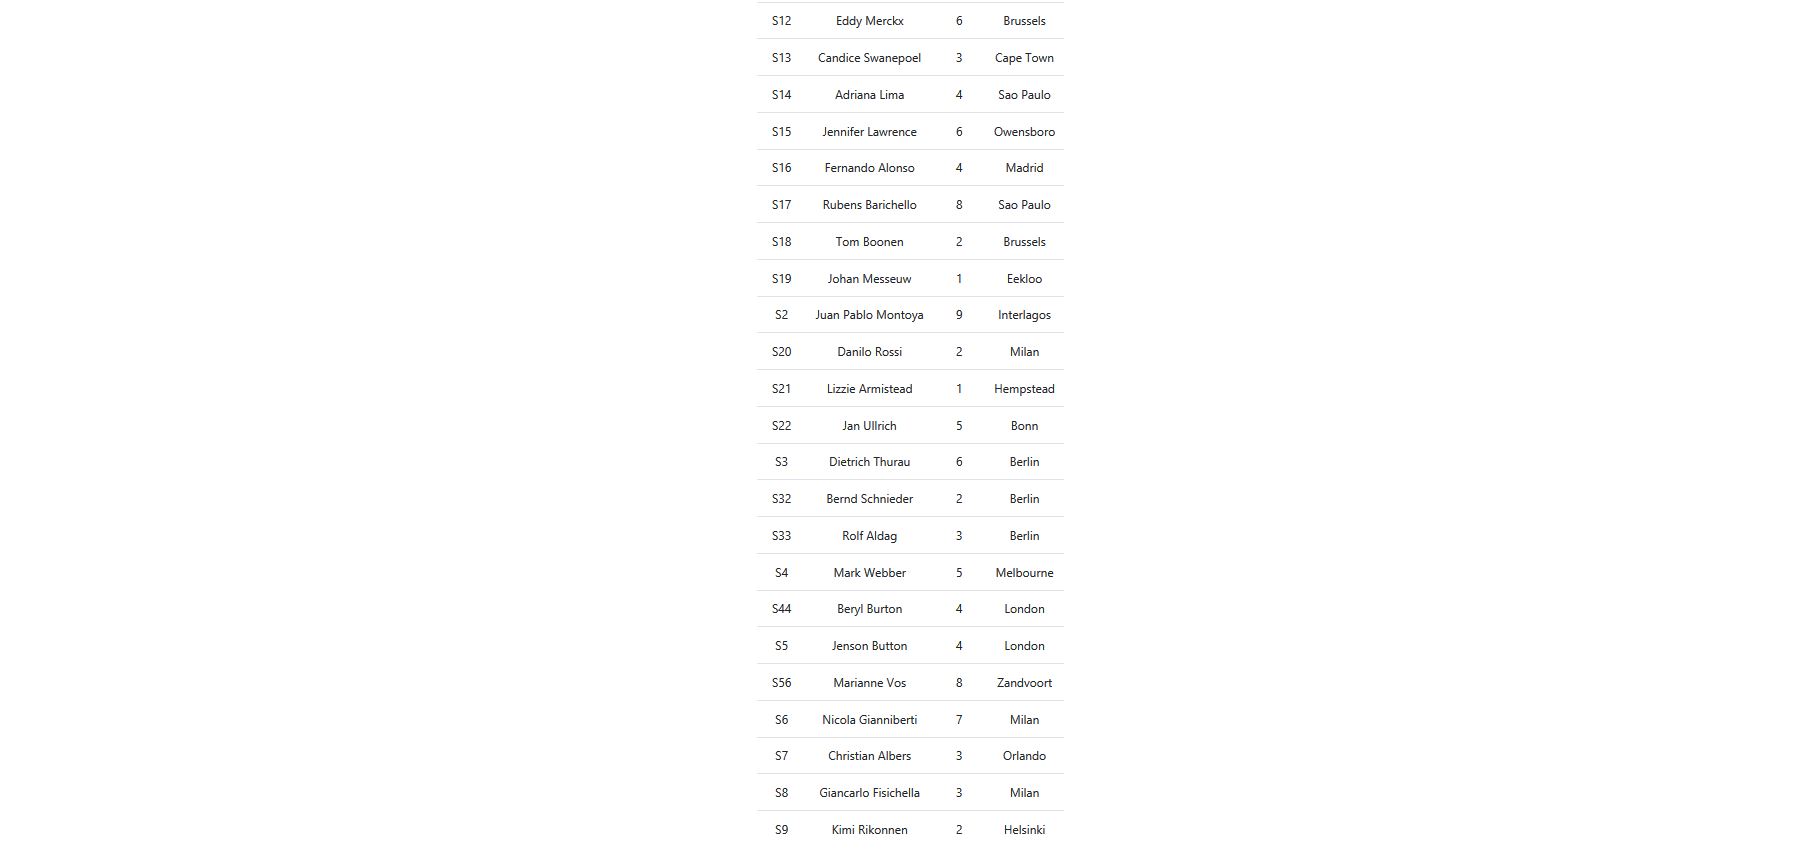 S12 Eddy Merckx 6 Brussels
S13 Candice Swanepoel 3 Cape Town
S14 Adriana Lima 4 Sao Paulo
S15 Jennifer Lawrence 6 Owensboro
S16 Fernando Alonso 4 Madrid
S17 Rubens Barichello 8 Sao Paulo
S18 Tom Boonen 2 Brussels
S19 Johan Messeuw 1 Eekloo
S2 Juan Pablo Montoya 9 Interlagos
S20 Danilo Rossi 2 Milan
S21 Lizzie Armistead 1 Hempstead
S22 Jan Ullrich 5 Bonn
S3 Dietrich Thurau 6 Berlin
S32 Bernd Schnieder 2 Berlin
S33 Rolf Aldag 3 Berlin
S4 Mark Webber 5 Melbourne
S44 Beryl Burton 4 London
S5 Jenson Button 4 London
S56 Marianne Vos 8 Zandvoort
S6 Nicola Gianniberti 7 Milan
S7 Christian Albers 3 Orlando
S8 Giancarlo Fisichella 3 Milan
S9 Kimi Rikonnen 2 Helsinki